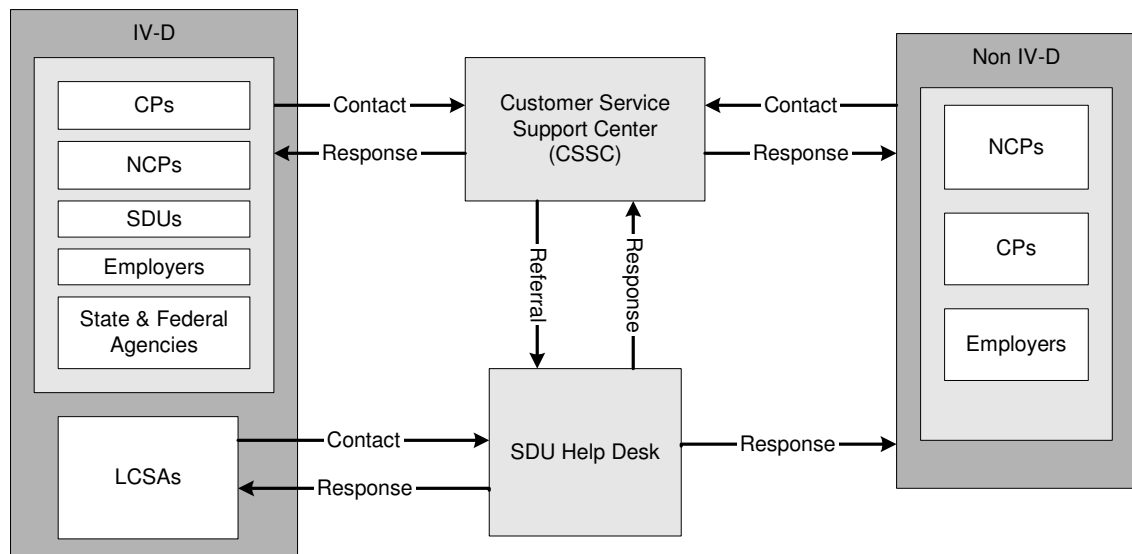 IV-D
CPs
NCPs
SDUs
Employers
State & Federal
Agencies
LCSAs
Contact
Response
Customer Service
Support Center
(CSSC)
Contact
Response
Referral
Response
Contact
Response
SDU Help Desk
Response
Non IV-D
NCPs
CPs
Employers